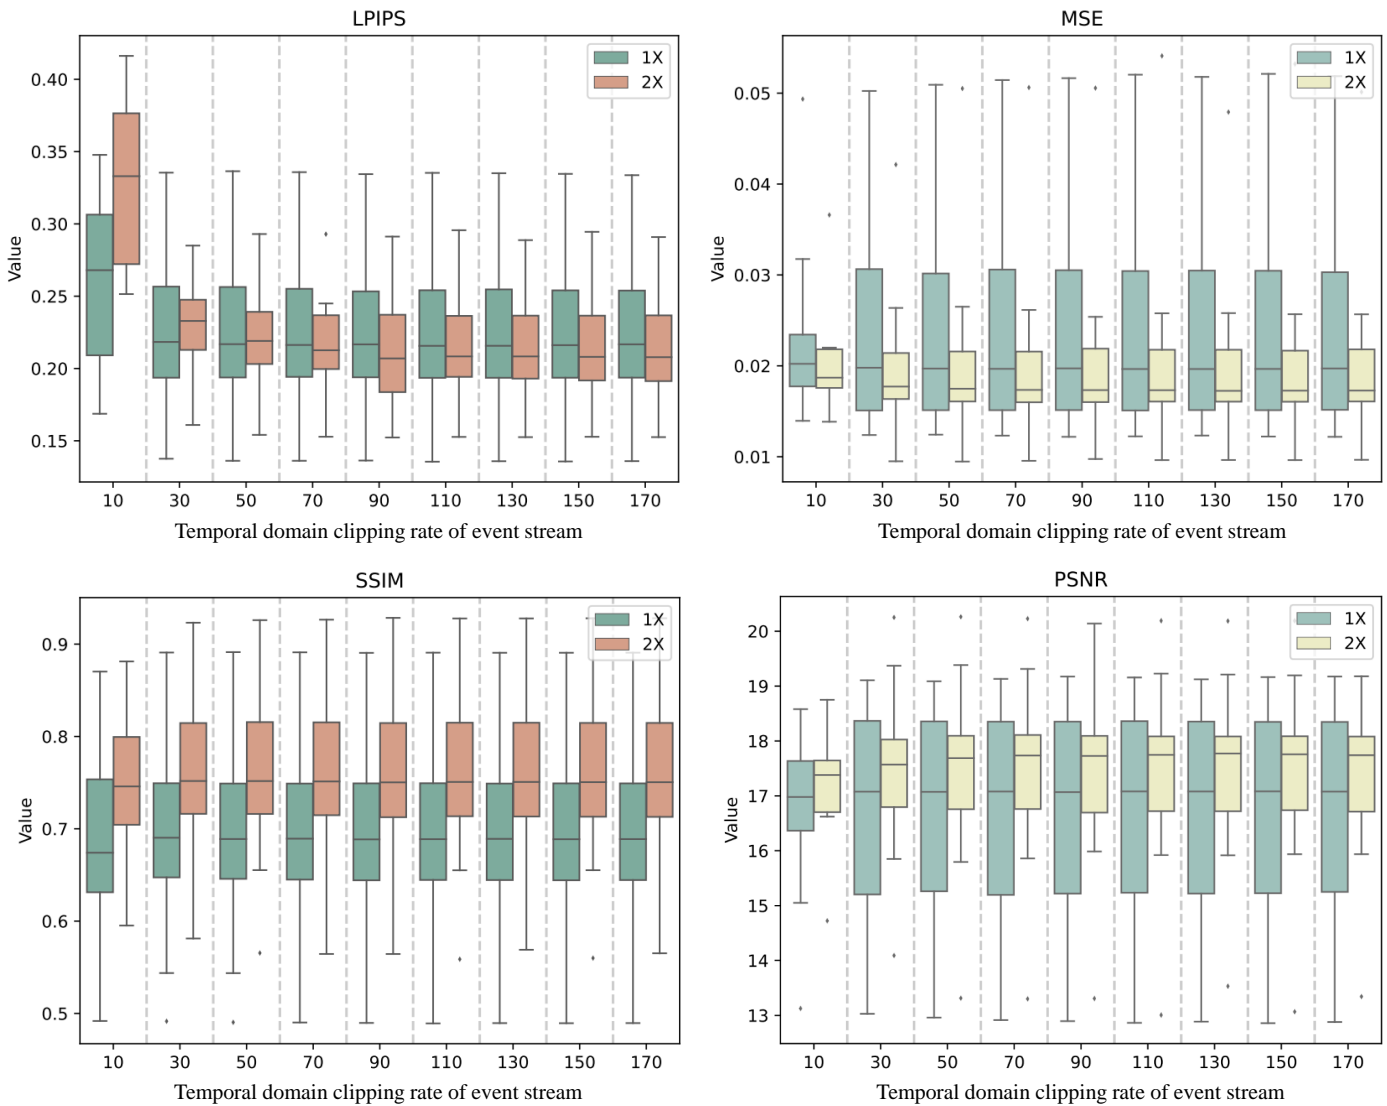 LPIPS
Value
0.40
0.35
0.30
0.25
0.20
0.15
1X
2X
10 30 50 70 90 110 130 150 170
Temporal domain clipping rate of event stream
MSE
Value
0.05
0.04
0.03
0.02
0.01
1X
2X
10 30 50 70 90 110 130 150 170
Temporal domain clipping rate of event stream
SSIM
Value
0.9
0.8
0.7
0.6
0.5
1X
2X
10 30 50 70 90 110 130 150 170
Temporal domain clipping rate of event stream
PSNR
Value
20
19
18
17
16
15
14
13
1X
2X
10 30 50 70 90 110 130 150 170
Temporal domain clipping rate of event stream